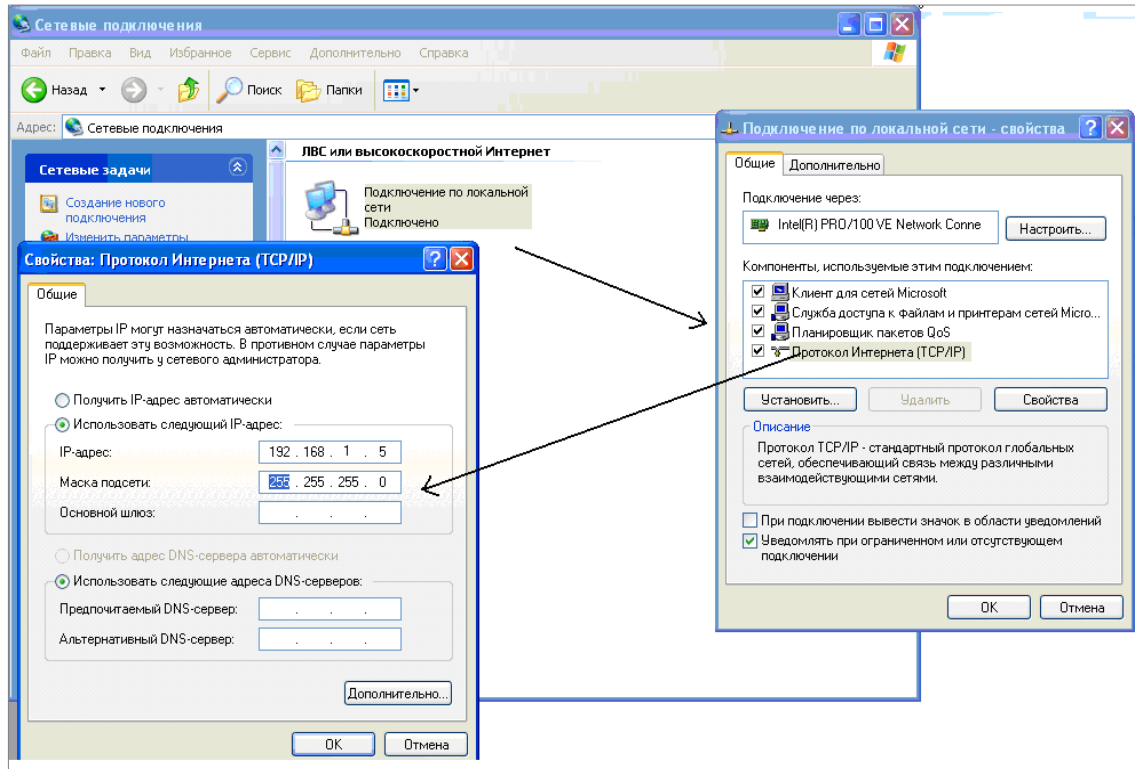 Сетевые подключения
Файл Правка Вид Избранное Сервис Дополнительно Справка
Назад Поиск Папки
Адрес: Сетевые подключения
Сетевые задачи
Создание нового
подключения
Изменить параметры
ЛВС или высокоскоростной Интернет
Подключение по локальной
сети
Подключено
Подключение по локальной сети - свойства
Общие Дополнительно
Подключение через:
Intel(R) PRO/100 VE Network Conne Настроить...
Компоненты, используемые этим подключением:
Клиент для сетей Microsoft
Служба доступа к файлам и принтерам сетей Micro...
Планировщик пакетов QoS
Протокол Интернета (TCP/IP)
Установить... Удалить Свойства
Описание
Протокол TCP/IP - стандартный протокол глобальных
сетей, обеспечивающий связь между различными
взаимодействующими сетями.
При подключении вывести значок в области уведомлений
Уведомлять при ограниченном или отсутствующем
подключении
OK Отмена
Свойства: Протокол Интернета (TCP/IP)
Общие
Параметры IP могут назначаться автоматически, если сеть
поддерживает эту возможность. В противном случае параметры
IP можно получить у сетевого администратора.
Получить IP-адрес автоматически
Использовать следующий IP-адрес:
IP-адрес: 192 . 168 . 1 . 5
Маска подсети: 255 . 255 . 255 . 0
Основной шлюз: . . .
Получить адрес DNS-сервера автоматически
Использовать следующие адреса DNS-серверов:
Предпочитаемый DNS-сервер: . . .
Альтернативный DNS-сервер: . . .
Дополнительно...
OK Отмена